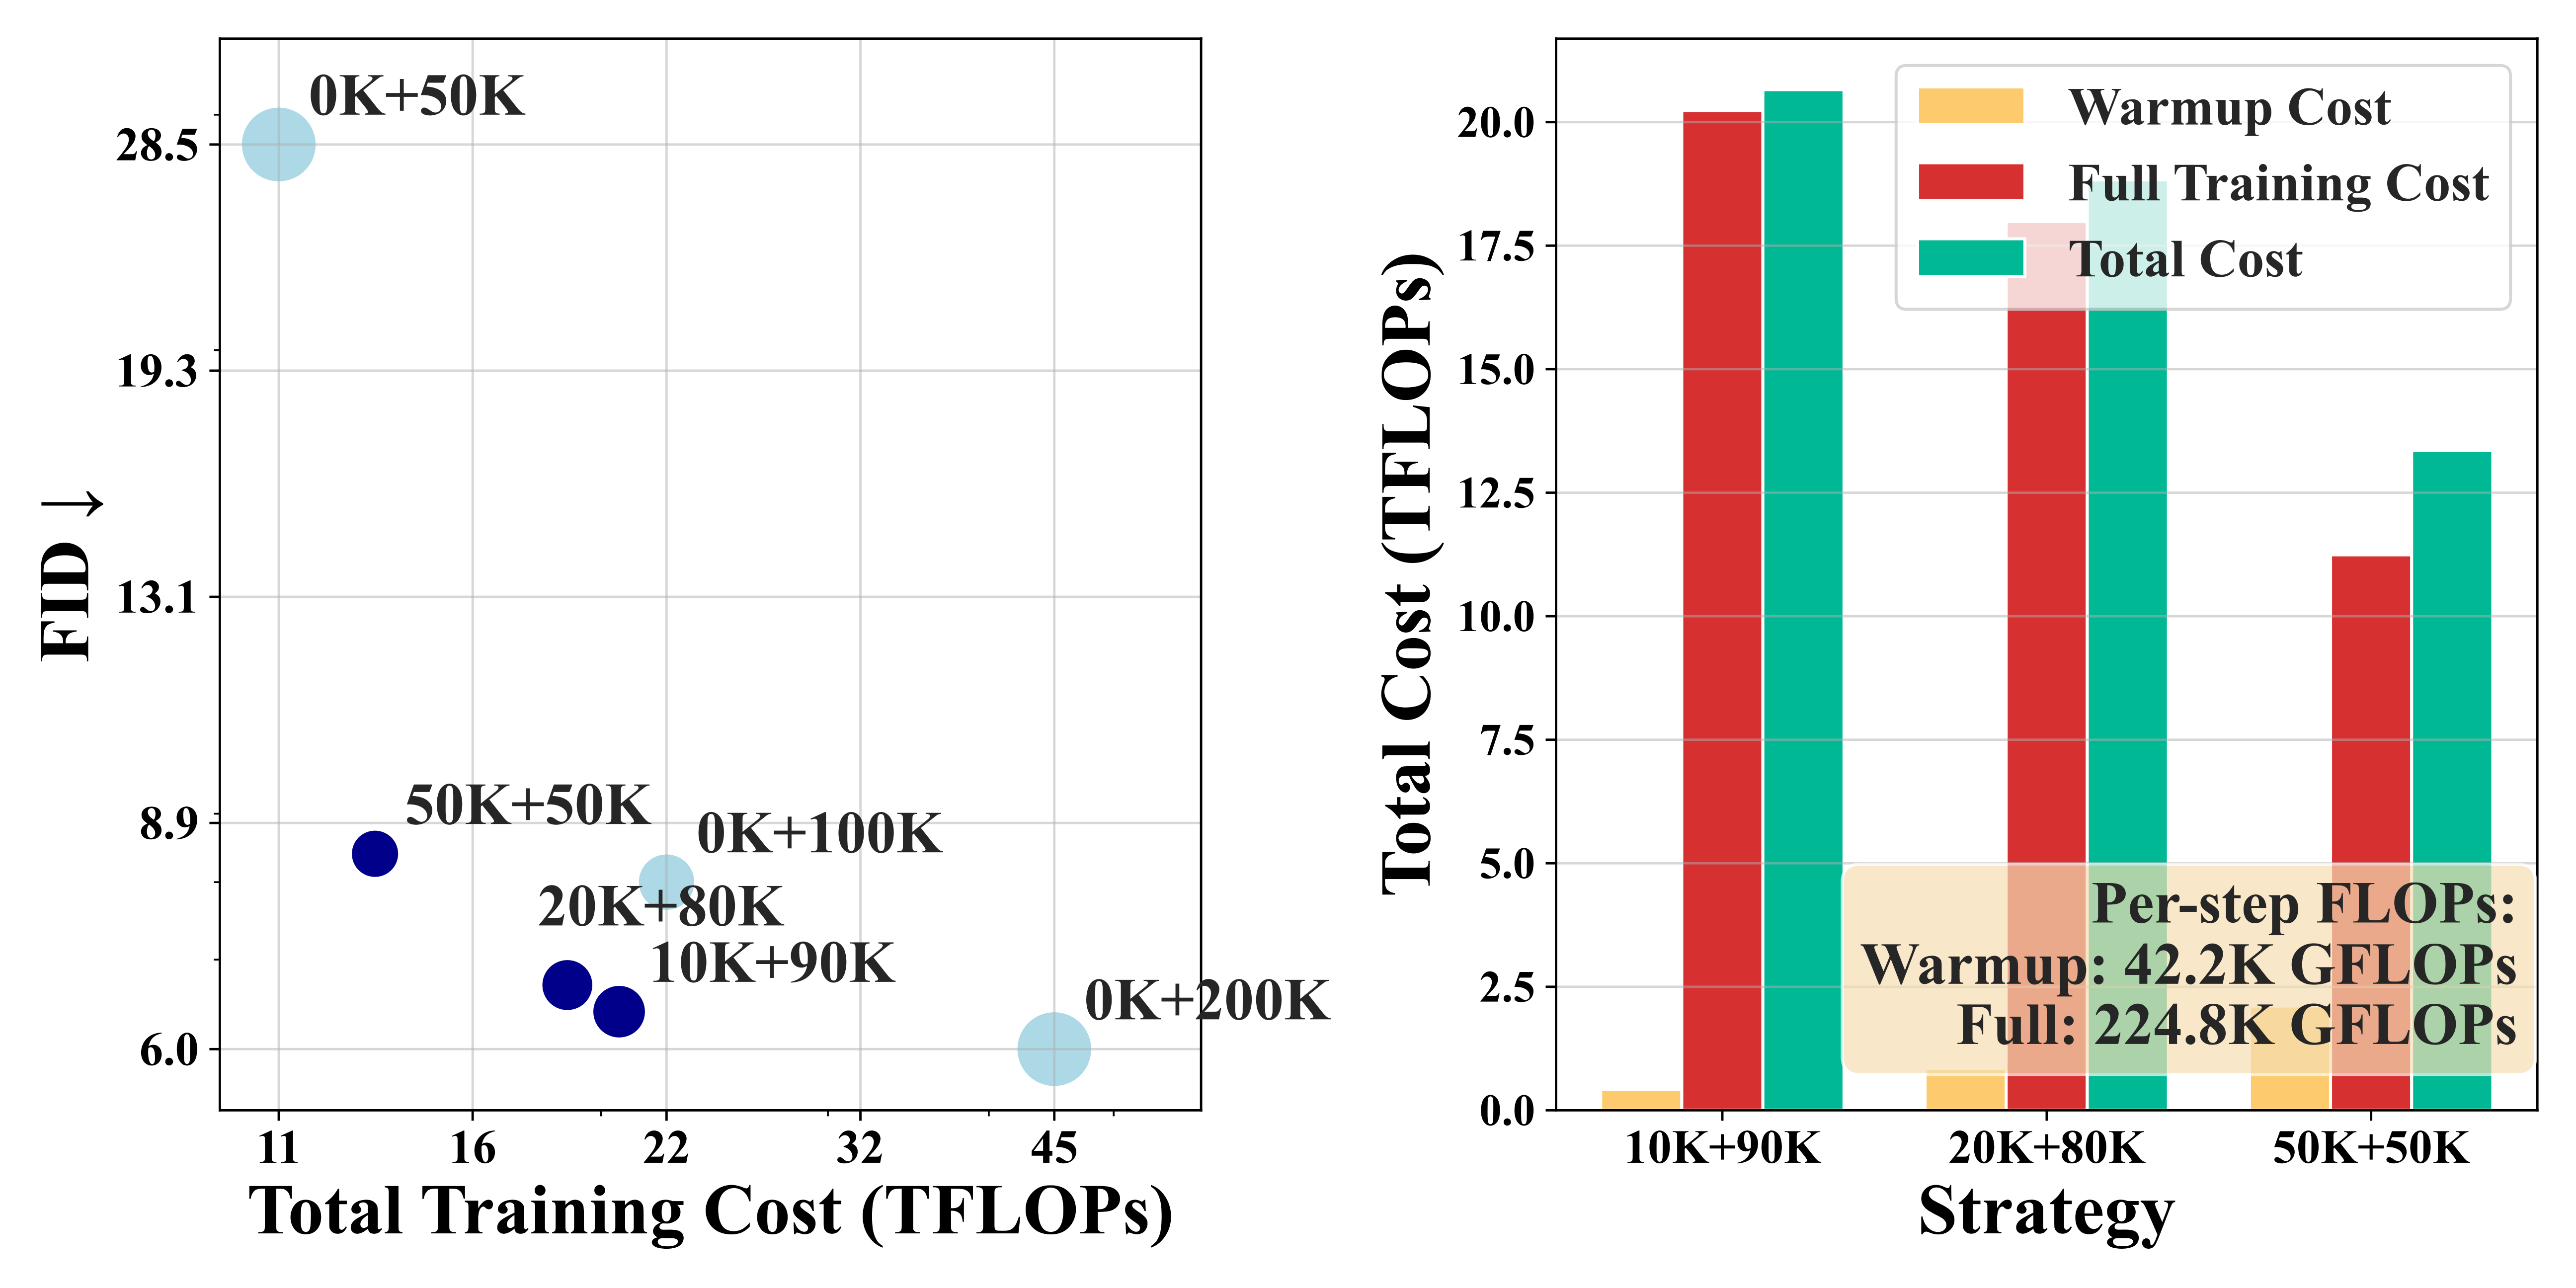 FID ↓
28.5
19.3
13.1
8.9
6.0
0K+50K
50K+50K
0K+100K
20K+80K
10K+90K
0K+200K
11 16 22 32 45
Total Training Cost (TFLOPs)
Total Cost (TFLOPs)
20.0
17.5
15.0
12.5
10.0
7.5
5.0
2.5
0.0
Warmup Cost
Full Training Cost
Total Cost
Per-step FLOPs:
Warmup: 42.2K GFLOPs
Full: 224.8K GFLOPs
10K+90K 20K+80K 50K+50K
Strategy